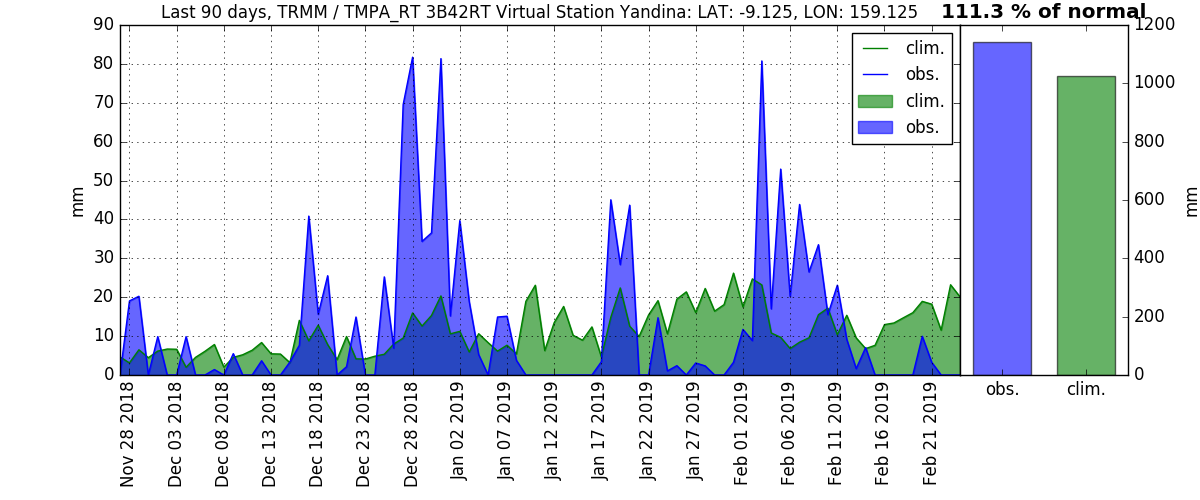 Last 90 days, TRMM / TMPA_RT 3B42RT Virtual Station Yandina: LAT: -9.125, LON: 159.125
111.3 % of normal
90
80
70
60
50
40
30
20
10
0
mm
clim.
obs.
clim.
obs.
1200
1000
800
600
400
200
0
mm
Nov 28 2018
Dec 03 2018
Dec 08 2018
Dec 13 2018
Dec 18 2018
Dec 23 2018
Dec 28 2018
Jan 02 2019
Jan 07 2019
Jan 12 2019
Jan 17 2019
Jan 22 2019
Jan 27 2019
Feb 01 2019
Feb 06 2019
Feb 11 2019
Feb 16 2019
Feb 21 2019
obs.
clim.